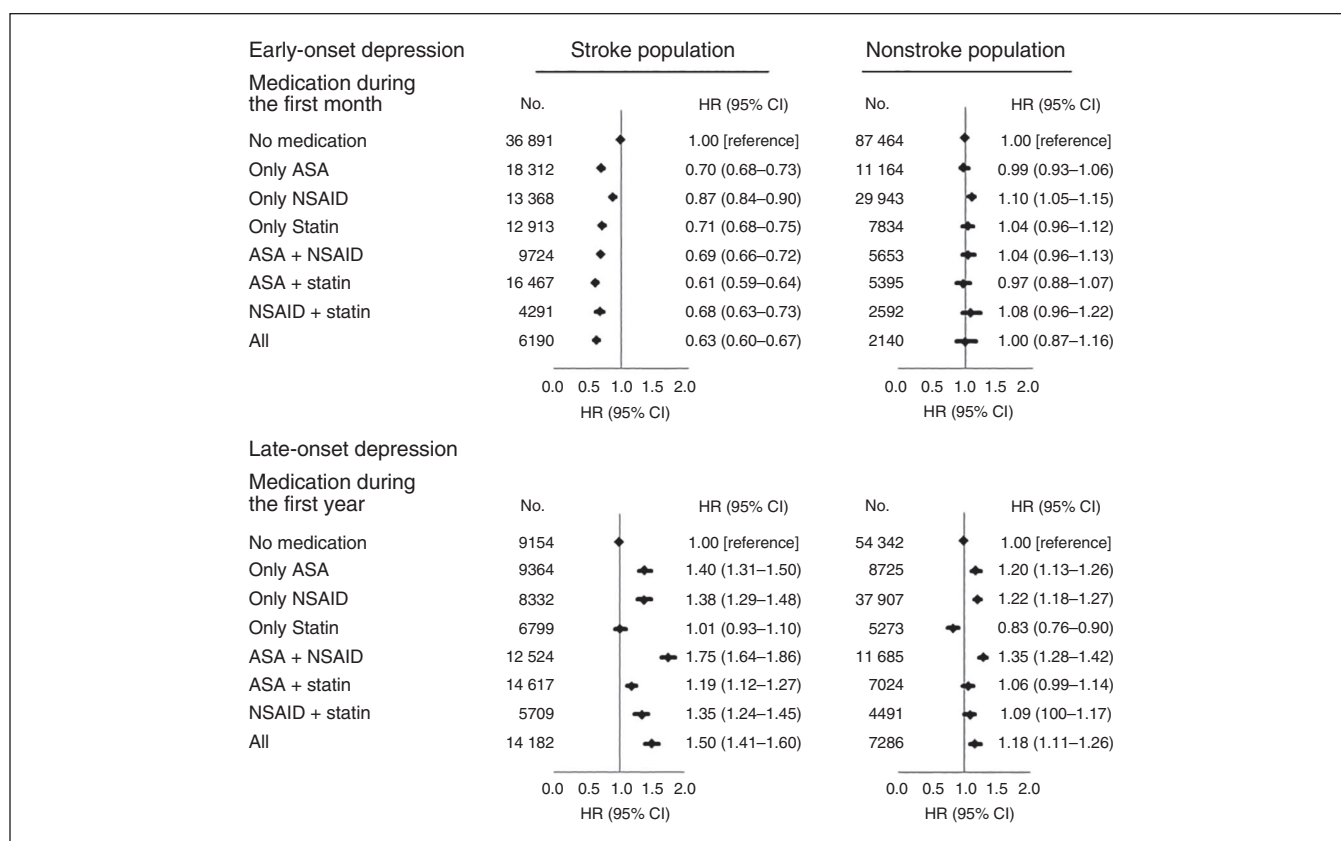 Early-onset depression Stroke population Nonstroke population
Medication during
the first month No. HR (95% CI) No. HR (95% CI)
No medication 36 891 1.00 [reference] 87 464 1.00 [reference]
Only ASA 18 312 0.70 (0.68–0.73) 11 164 0.99 (0.93–1.06)
Only NSAID 13 368 0.87 (0.84–0.90) 29 943 1.10 (1.05–1.15)
Only Statin 12 913 0.71 (0.68–0.75) 7834 1.04 (0.96–1.12)
ASA + NSAID 9724 0.69 (0.66–0.72) 5653 1.04 (0.96–1.13)
ASA + statin 16 467 0.61 (0.59–0.64) 5395 0.97 (0.88–1.07)
NSAID + statin 4291 0.68 (0.63–0.73) 2592 1.08 (0.96–1.22)
All 6190 0.63 (0.60–0.67) 2140 1.00 (0.87–1.16)
0.0 0.5 1.0 1.5 2.0 0.0 0.5 1.0 1.5 2.0
HR (95% CI) HR (95% CI)
Late-onset depression
Medication during
the first year No. HR (95% CI) No. HR (95% CI)
No medication 9154 1.00 [reference] 54 342 1.00 [reference]
Only ASA 9364 1.40 (1.31–1.50) 8725 1.20 (1.13–1.26)
Only NSAID 8332 1.38 (1.29–1.48) 37 907 1.22 (1.18–1.27)
Only Statin 6799 1.01 (0.93–1.10) 5273 0.83 (0.76–0.90)
ASA + NSAID 12 524 1.75 (1.64–1.86) 11 685 1.35 (1.28–1.42)
ASA + statin 14 617 1.19 (1.12–1.27) 7024 1.06 (0.99–1.14)
NSAID + statin 5709 1.35 (1.24–1.45) 4491 1.09 (100–1.17)
All 14 182 1.50 (1.41–1.60) 7286 1.18 (1.11–1.26)
0.0 0.5 1.0 1.5 2.0 0.0 0.5 1.0 1.5 2.0
HR (95% CI) HR (95% CI)